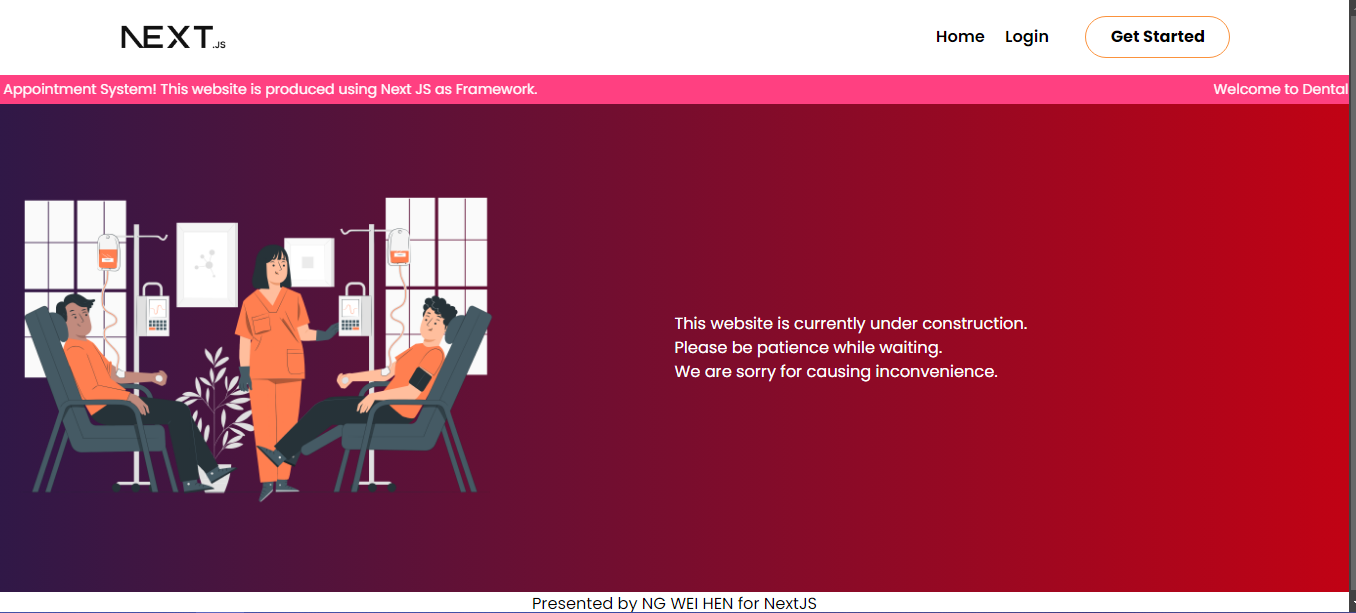 NEXT.JS
Home Login Get Started
Appointment System! This website is produced using Next JS as Framework. Welcome to Dental
This website is currently under construction.
Please be patience while waiting.
We are sorry for causing inconvenience.
Presented by NG WEI HEN for NextJS